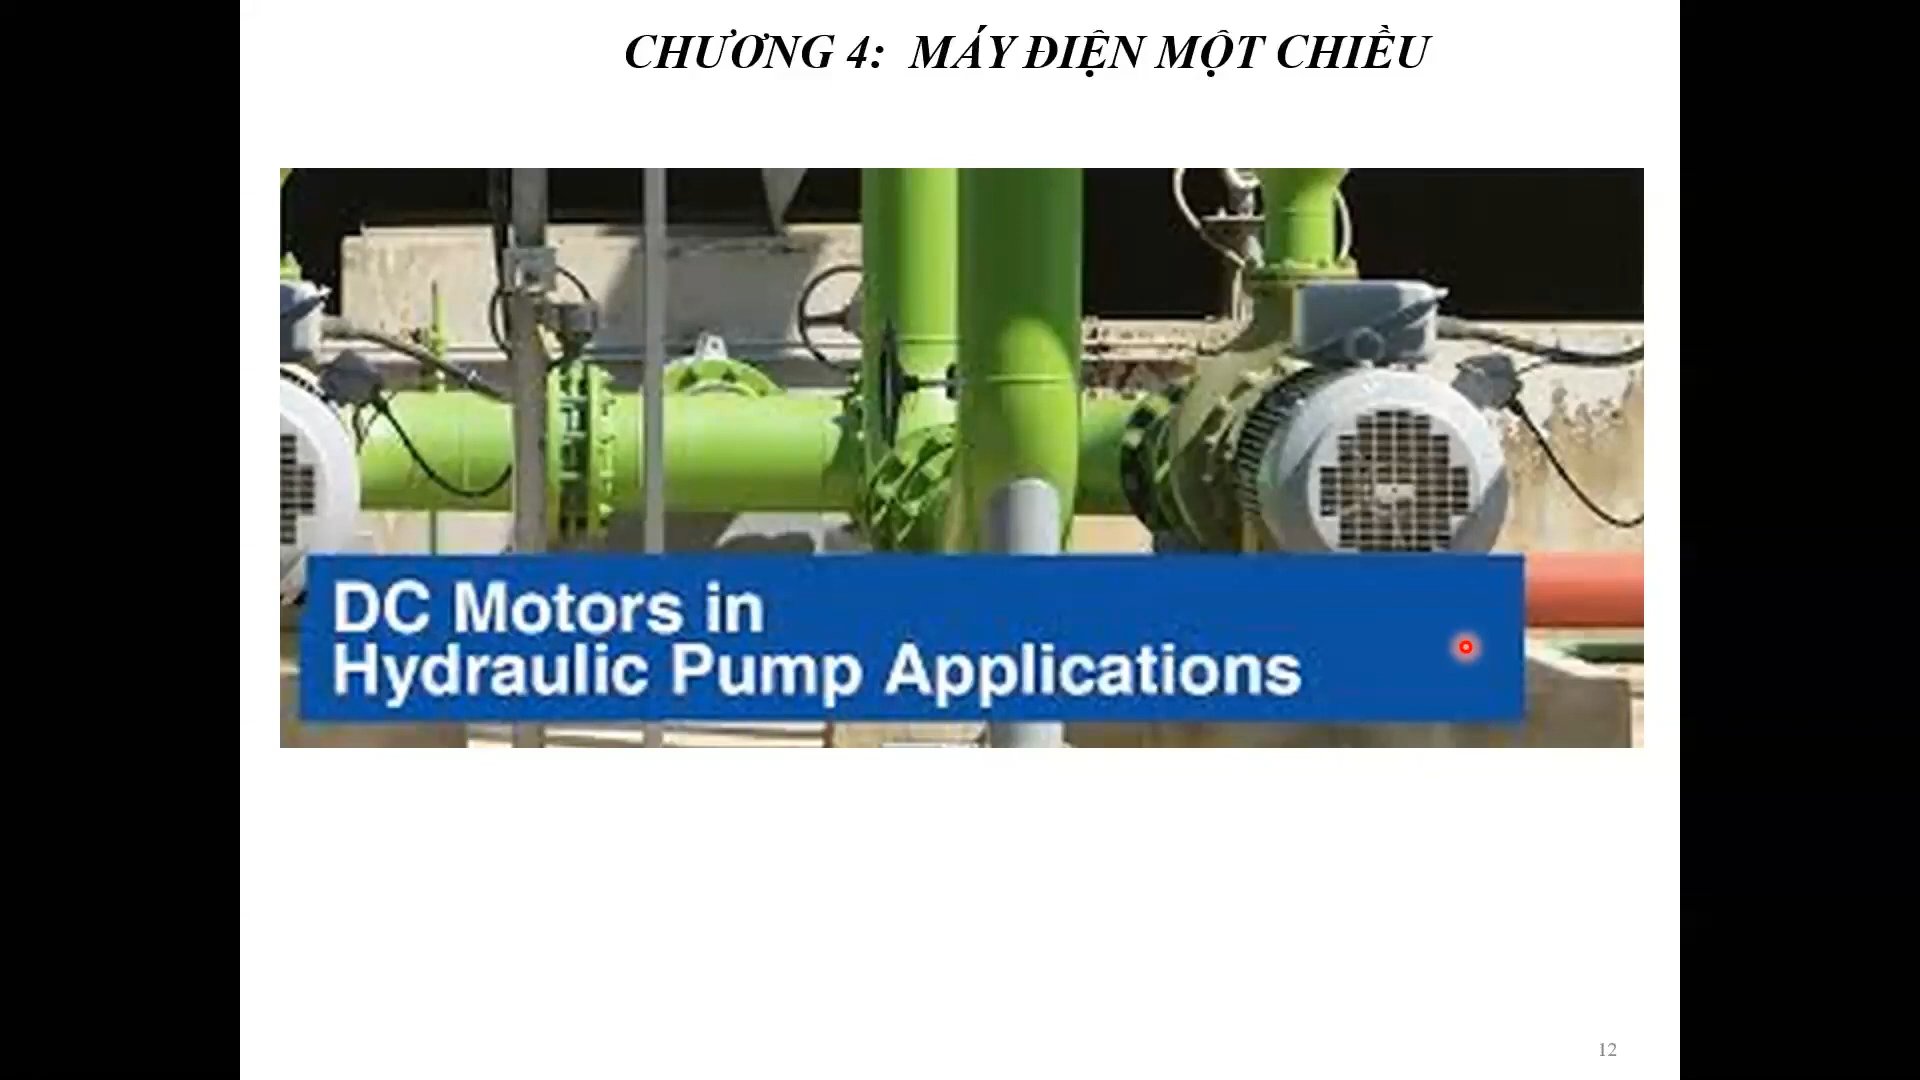 CHƯƠNG 4: MÁY ĐIỆN MỘT CHIỀU
DC Motors in
Hydraulic Pump Applications
12